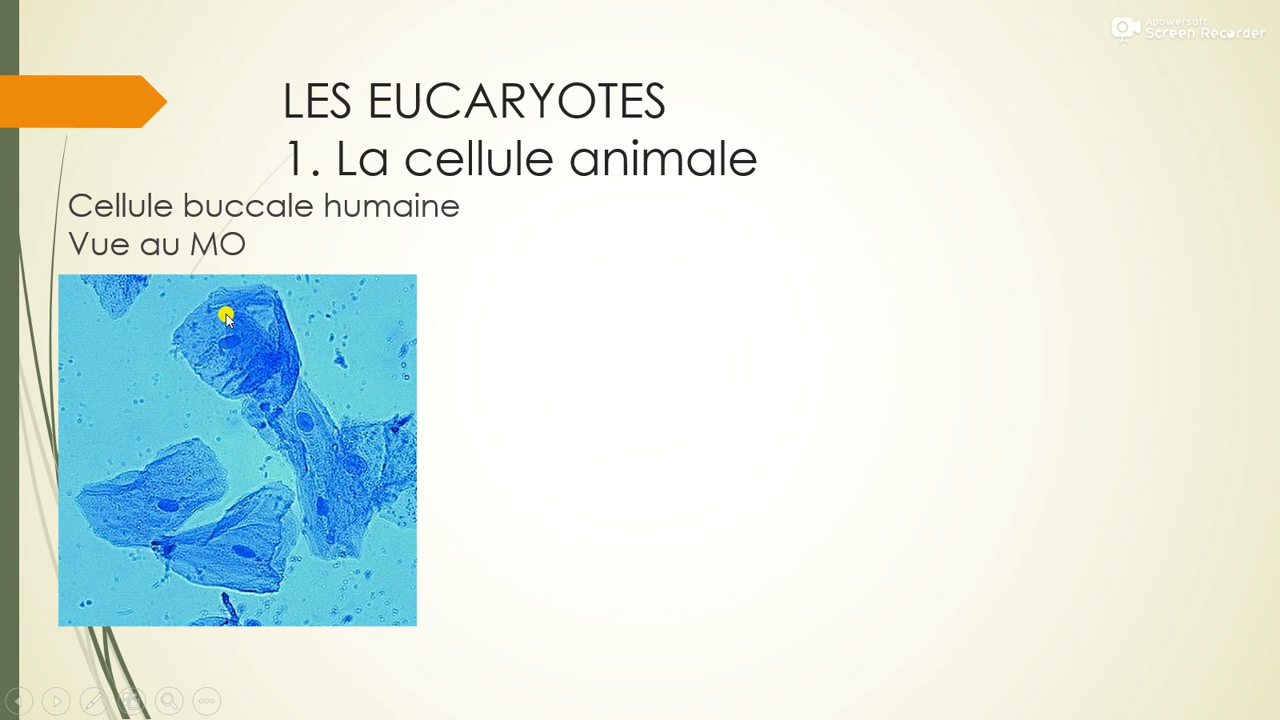 Apowersoft
Screen Recorder
LES EUCARYOTES
1. La cellule animale
Cellule buccale humaine
Vue au MO